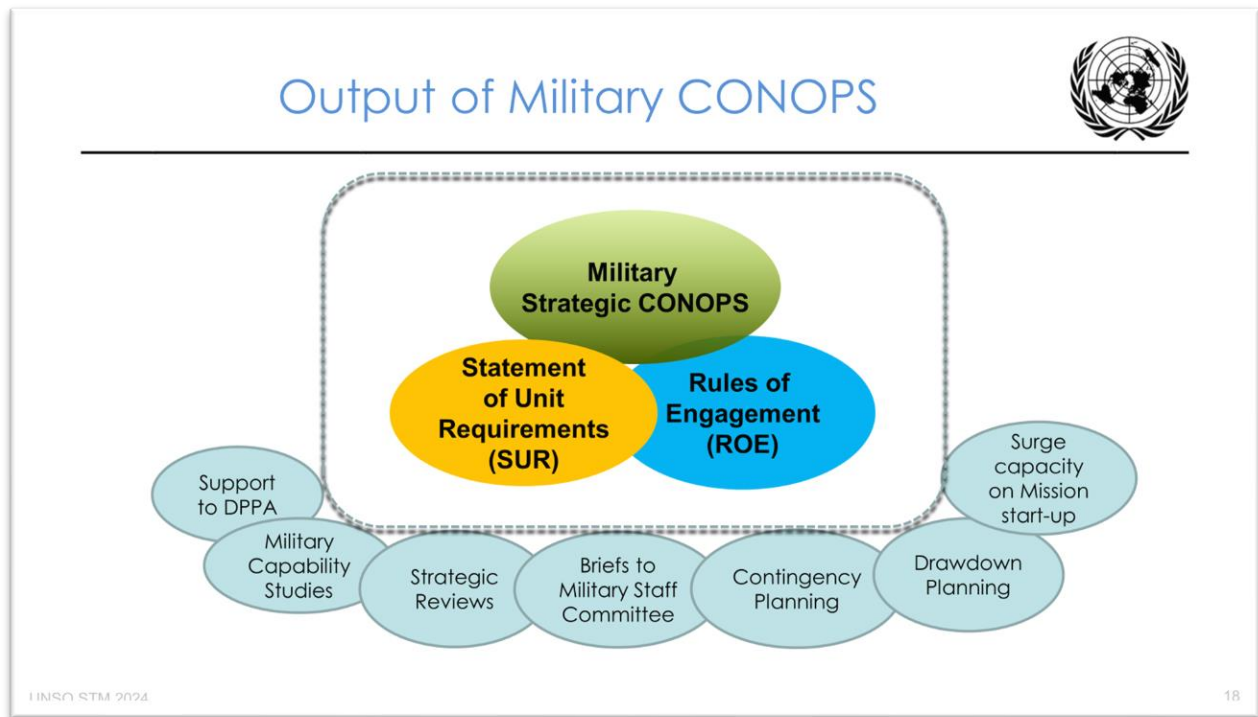 Output of Military CONOPS
Military
Strategic CONOPS
Statement
of Unit
Requirements
(SUR)
Rules of
Engagement
(ROE)
Support
to DPPA
Military
Capability
Studies
Strategic
Reviews
Briefs to
Military Staff
Committee
Contingency
Planning
Drawdown
Planning
Surge
capacity
on Mission
start-up
UNSO STM 2024
18